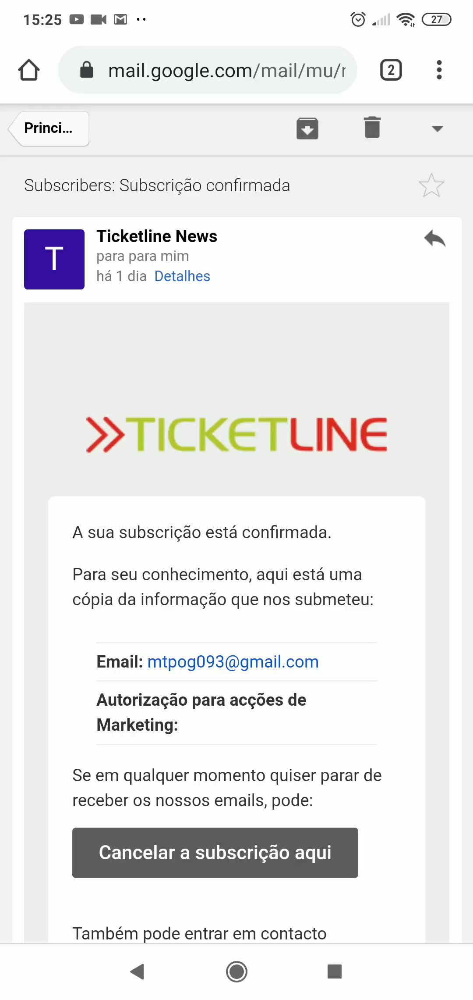 15:25
27
mail.google.com/mail/mu/r
2
Princi...
Subscribers: Subscrição confirmada
T
Ticketline News
para para mim
há 1 dia Detalhes
TICKETLINE
A sua subscrição está confirmada.
Para seu conhecimento, aqui está uma
cópia da informação que nos submeteu:
Email: mtpog093@gmail.com
Autorização para acções de
Marketing:
Se em qualquer momento quiser parar de
receber os nossos emails, pode:
Cancelar a subscrição aqui
Também pode entrar em contacto